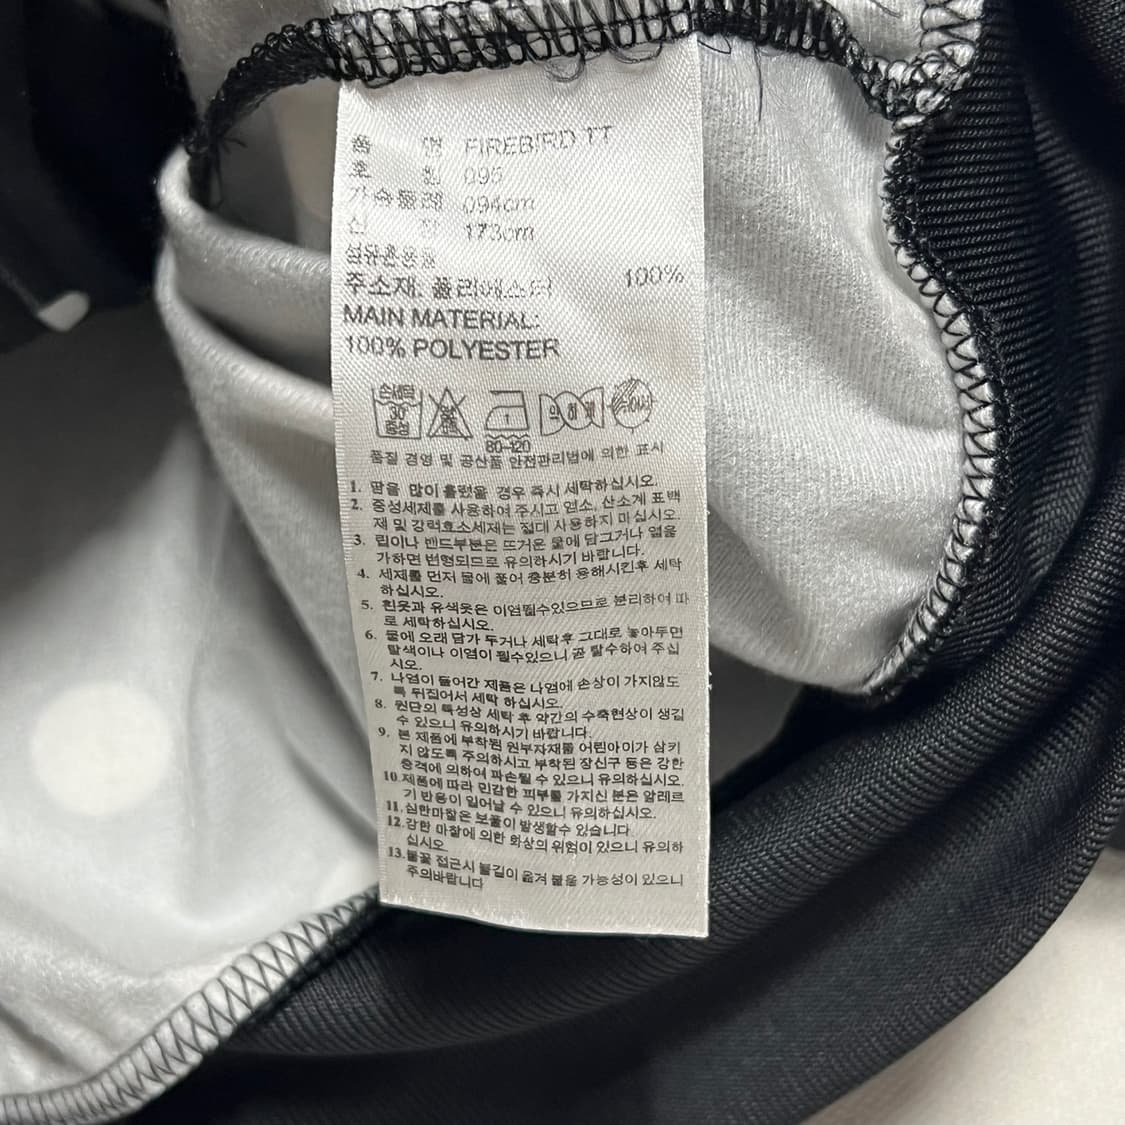 품 명 FIREBIRD TT
호 칭 095
가슴둘레 094cm
신 장 173cm
섬유혼용율
주소재. 폴리에스터 100%
MAIN MATERIAL:
100% POLYESTER
손세탁
30°
중성
80-120
품질 경영 및 공산품 안전관리법에 의한 표시
1. 땀을 많이 흘렸을 경우 즉시 세탁하십시오.
2. 중성세제를 사용하여 주시고 염소, 산소계 표백
재 및 강력효소세제는 절대 사용하지 마십시오.
3. 립이나 밴드부분은 뜨거운 물에 담그거나 열을
가하면 변형되므로 유의하시기 바랍니다.
4. 세제를 먼저 물에 풀어 충분히 용해시킨후 세탁
하십시오.
5. 흰옷과 유색옷은 이염될수있으므로 분리하여 따
로 세탁하십시오.
6. 물에 오래 담가 두거나 세탁후 그대로 놓아두면
탈색이나 이염이 될수있으니 곧 탈수하여 주십
시오.
7. 나염이 들어간 제품은 나염에 손상이 가지않도
록 뒤집어서 세탁 하십시오.
8. 원단의 특성상 세탁 후 약간의 수축현상이 생길
수 있으니 유의하시기 바랍니다.
9. 본 제품에 부착된 원부자재를 어린아이가 삼키
지 않도록 주의하시고 부착된 장신구 등은 강한
충격에 의하여 파손될 수 있으니 유의하십시오.
10.제품에 따라 민감한 피부를 가지신 분은 알레르
기 반응이 일어날 수 있으니 유의하십시오.
11.심한마찰은 보풀이 발생할수 있습니다.
12.강한 마찰에 의한 화상의 위험이 있으니 유의하
십시오
13.불꽃 접근시 불길이 옮겨 붙을 가능성이 있으니
주의바랍니다